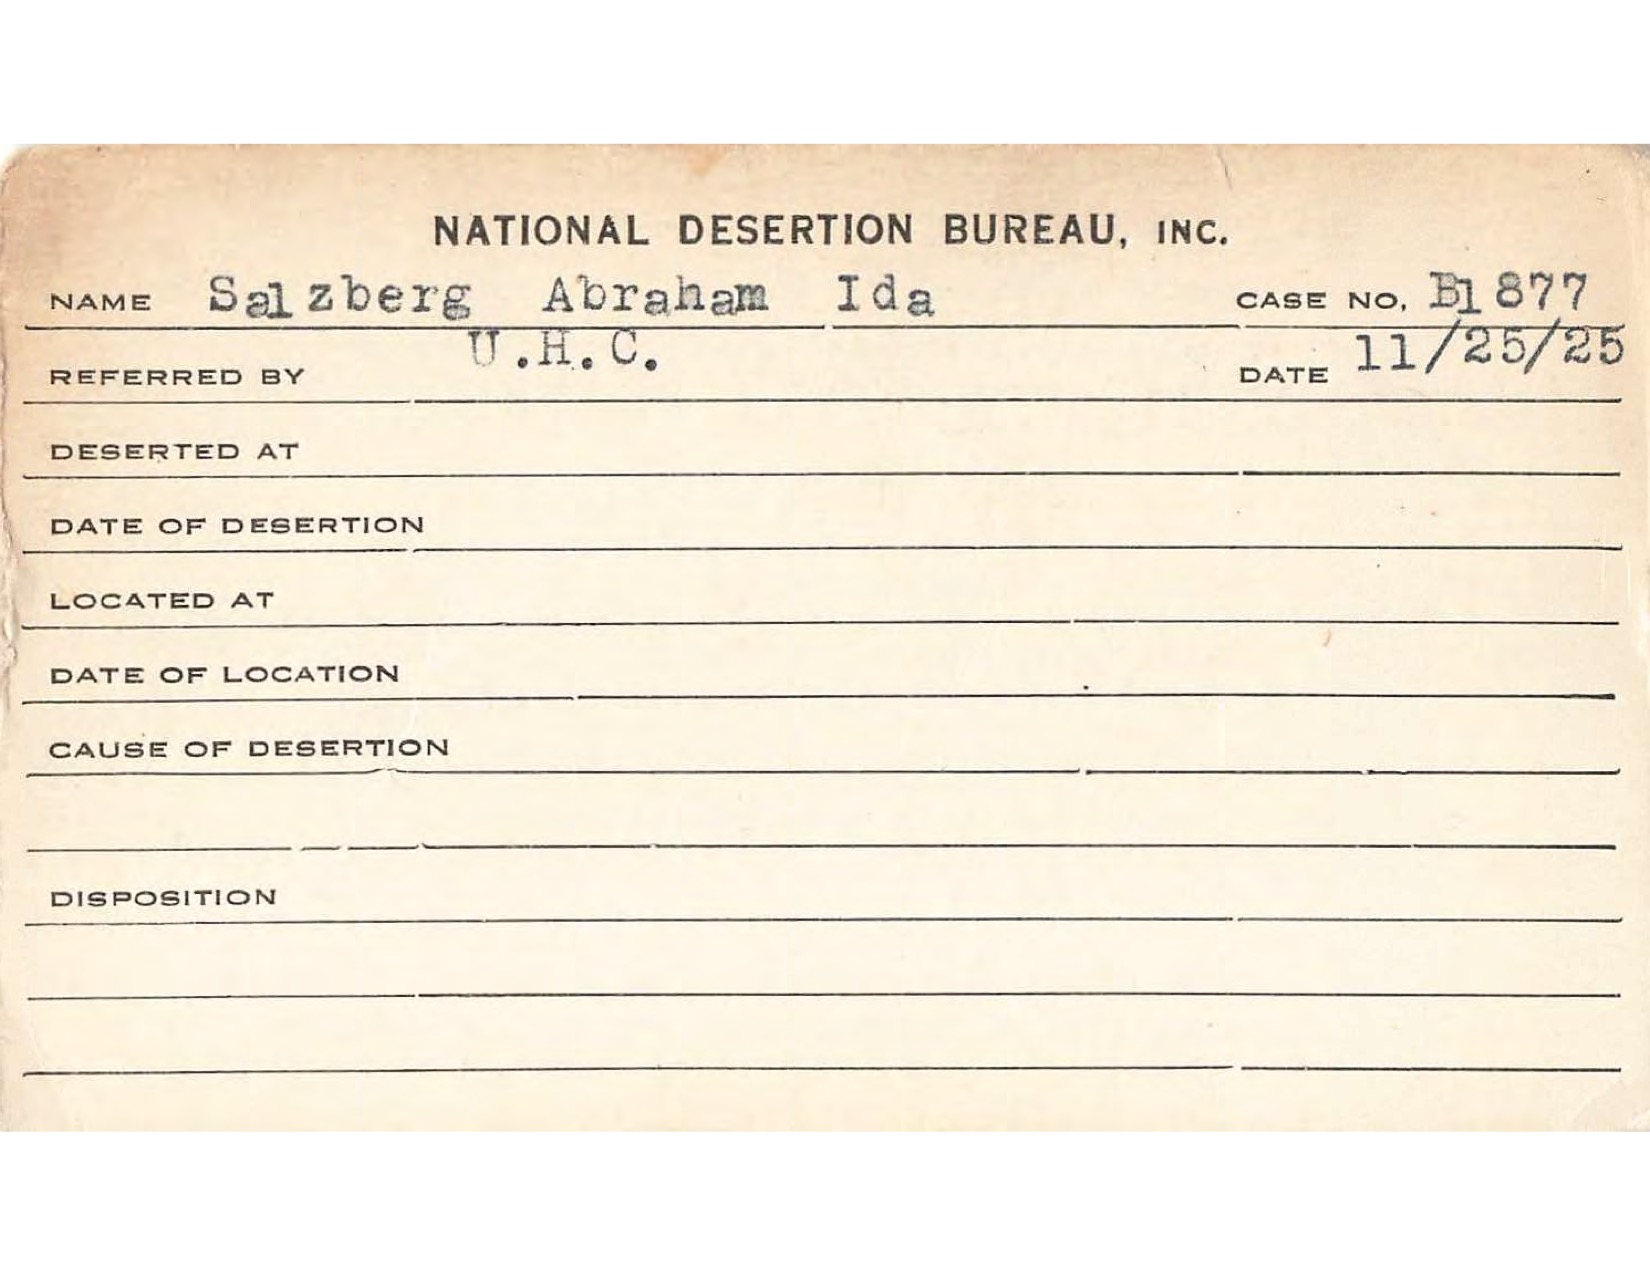 NATIONAL DESERTION BUREAU, INC.
NAME Salzberg Abraham Ida CASE NO. B1877
REFERRED BY U.H.C. DATE 11/25/25
DESERTED AT
DATE OF DESERTION
LOCATED AT
DATE OF LOCATION
CAUSE OF DESERTION
DISPOSITION